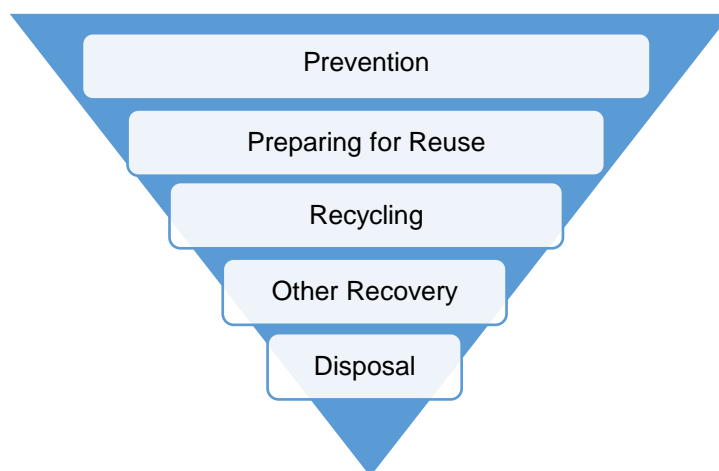 Prevention
Preparing for Reuse
Recycling
Other Recovery
Disposal